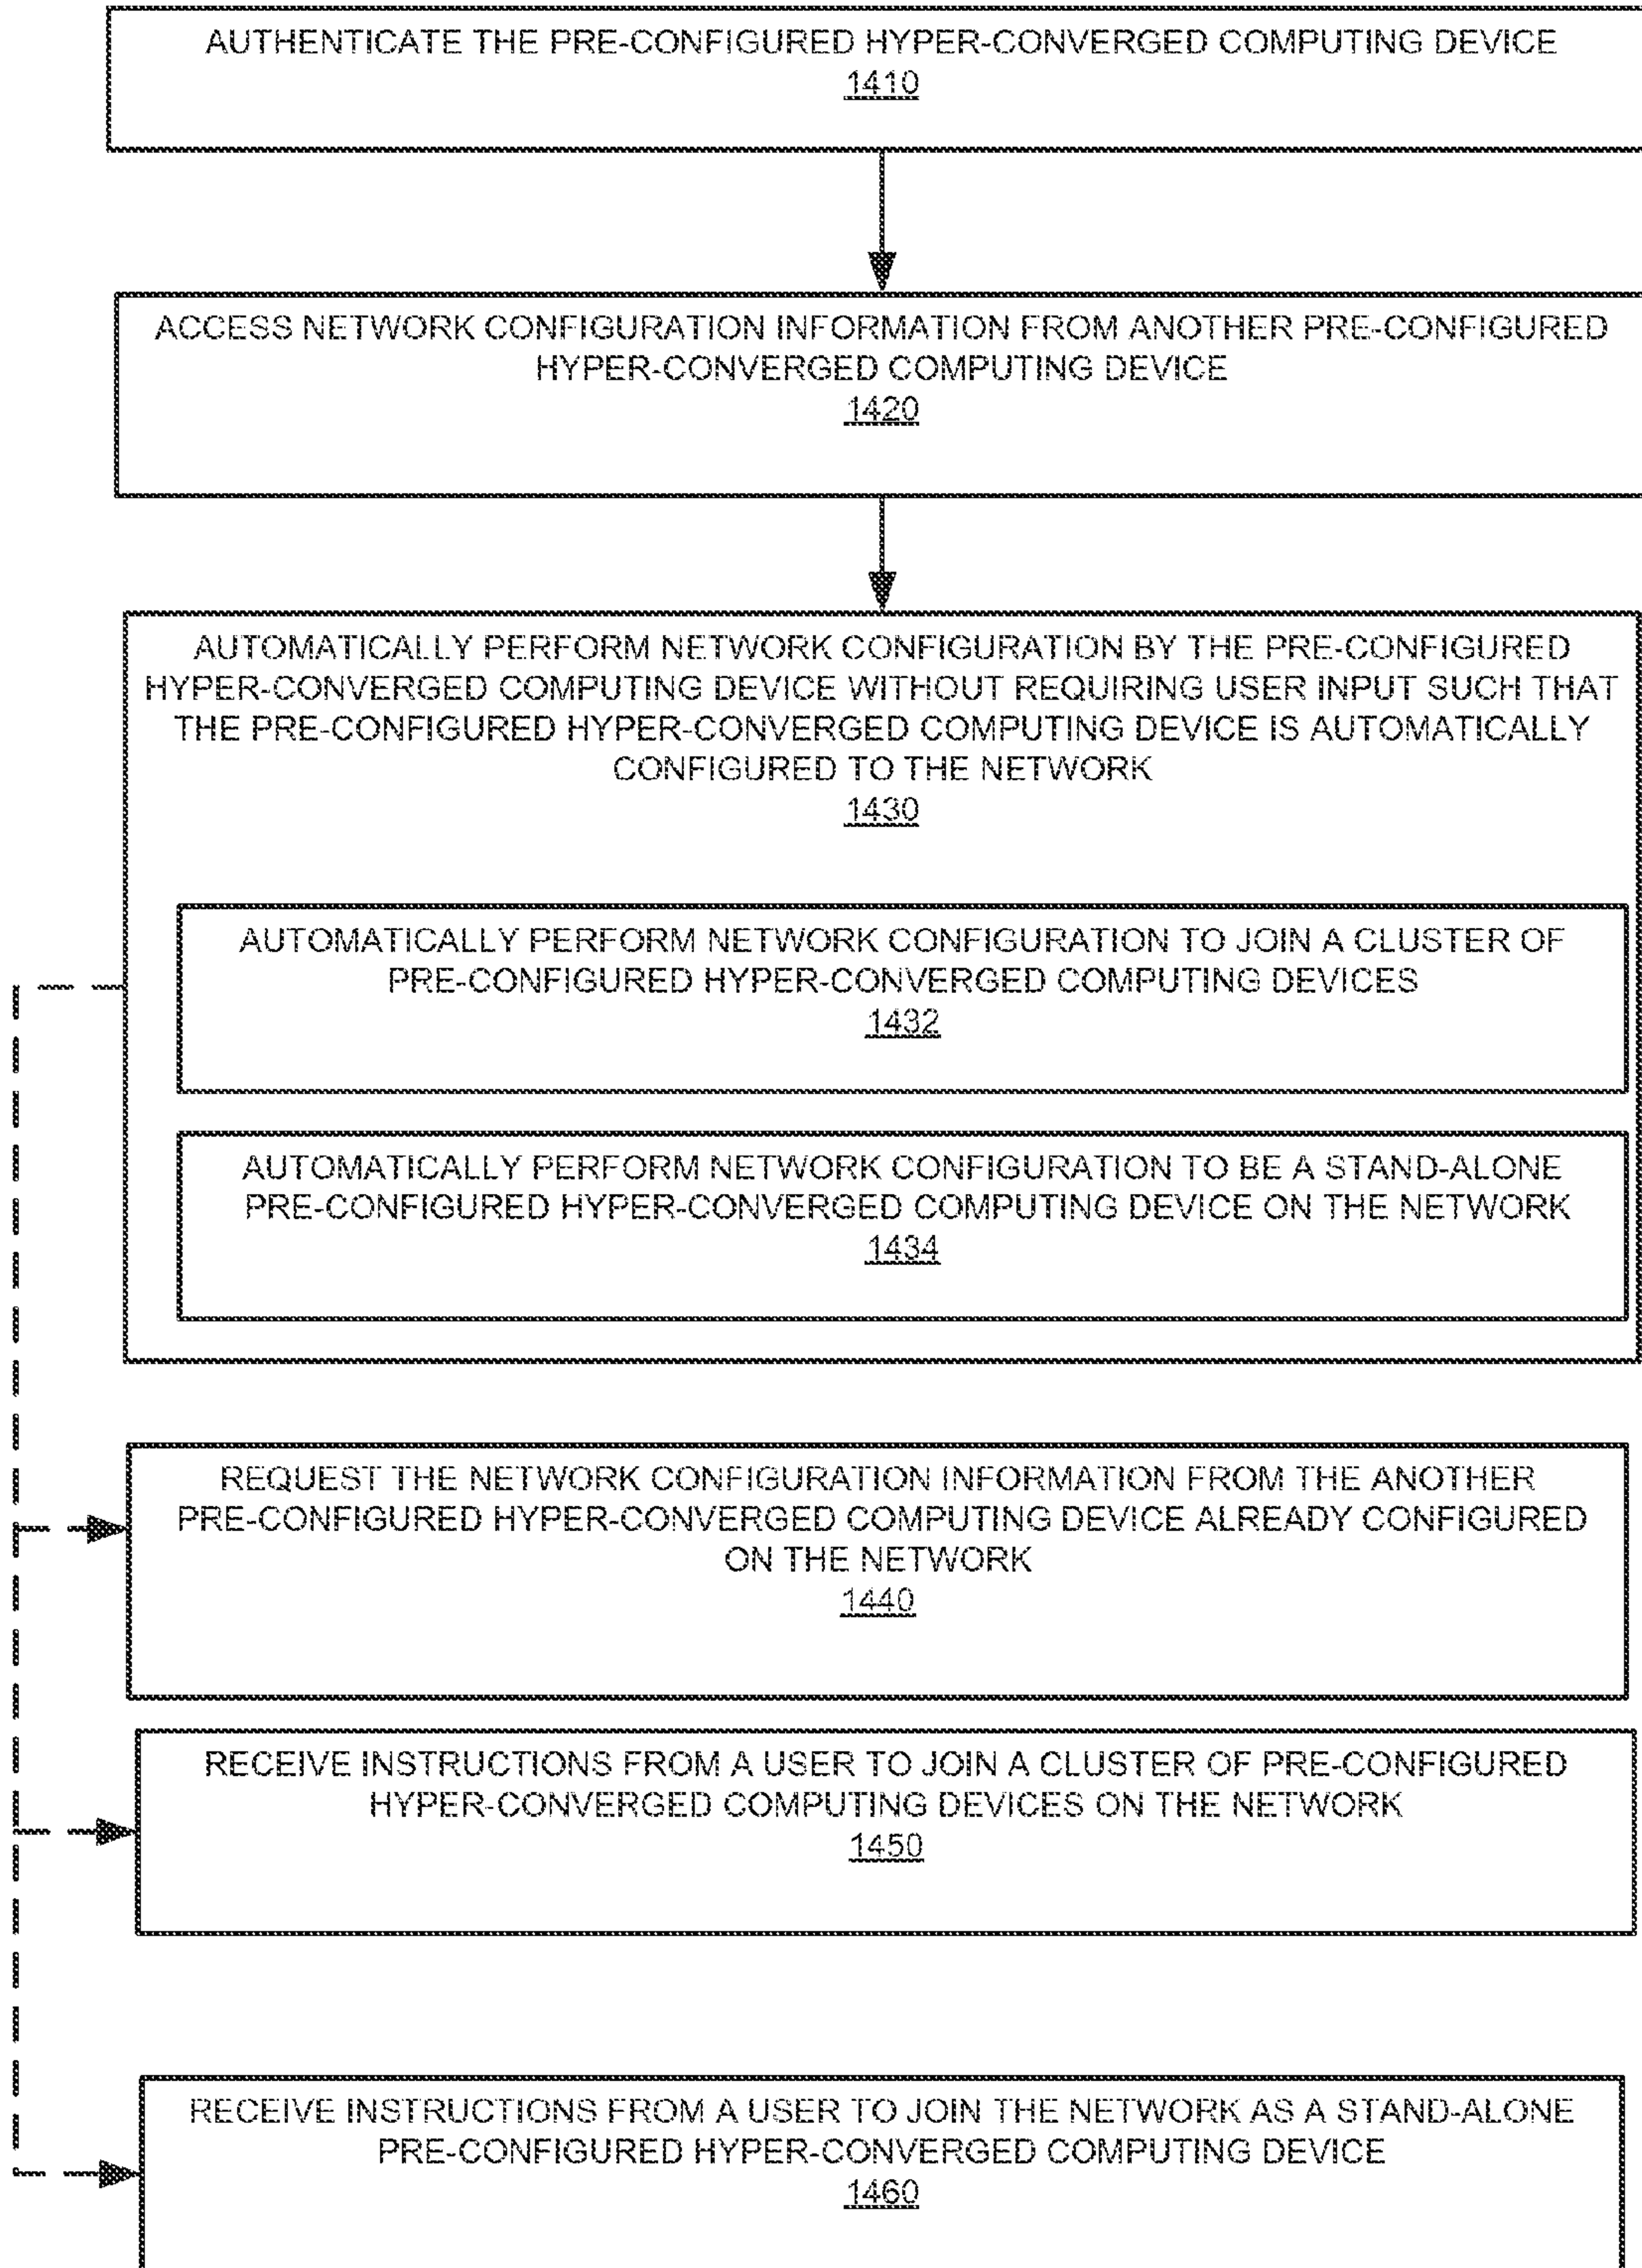 AUTHENTICATE THE PRE-CONFIGURED HYPER-CONVERGED COMPUTING DEVICE
1410
ACCESS NETWORK CONFIGURATION INFORMATION FROM ANOTHER PRE-CONFIGURED
HYPER-CONVERGED COMPUTING DEVICE
1420
AUTOMATICALLY PERFORM NETWORK CONFIGURATION BY THE PRE-CONFIGURED
HYPER-CONVERGED COMPUTING DEVICE WITHOUT REQUIRING USER INPUT SUCH THAT
THE PRE-CONFIGURED HYPER-CONVERGED COMPUTING DEVICE IS AUTOMATICALLY
CONFIGURED TO THE NETWORK
1430
AUTOMATICALLY PERFORM NETWORK CONFIGURATION TO JOIN A CLUSTER OF
PRE-CONFIGURED HYPER-CONVERGED COMPUTING DEVICES
1432
AUTOMATICALLY PERFORM NETWORK CONFIGURATION TO BE A STAND-ALONE
PRE-CONFIGURED HYPER-CONVERGED COMPUTING DEVICE ON THE NETWORK
1434
REQUEST THE NETWORK CONFIGURATION INFORMATION FROM THE ANOTHER
PRE-CONFIGURED HYPER-CONVERGED COMPUTING DEVICE ALREADY CONFIGURED
ON THE NETWORK
1440
RECEIVE INSTRUCTIONS FROM A USER TO JOIN A CLUSTER OF PRE-CONFIGURED
HYPER-CONVERGED COMPUTING DEVICES ON THE NETWORK
1450
RECEIVE INSTRUCTIONS FROM A USER TO JOIN THE NETWORK AS A STAND-ALONE
PRE-CONFIGURED HYPER-CONVERGED COMPUTING DEVICE
1460